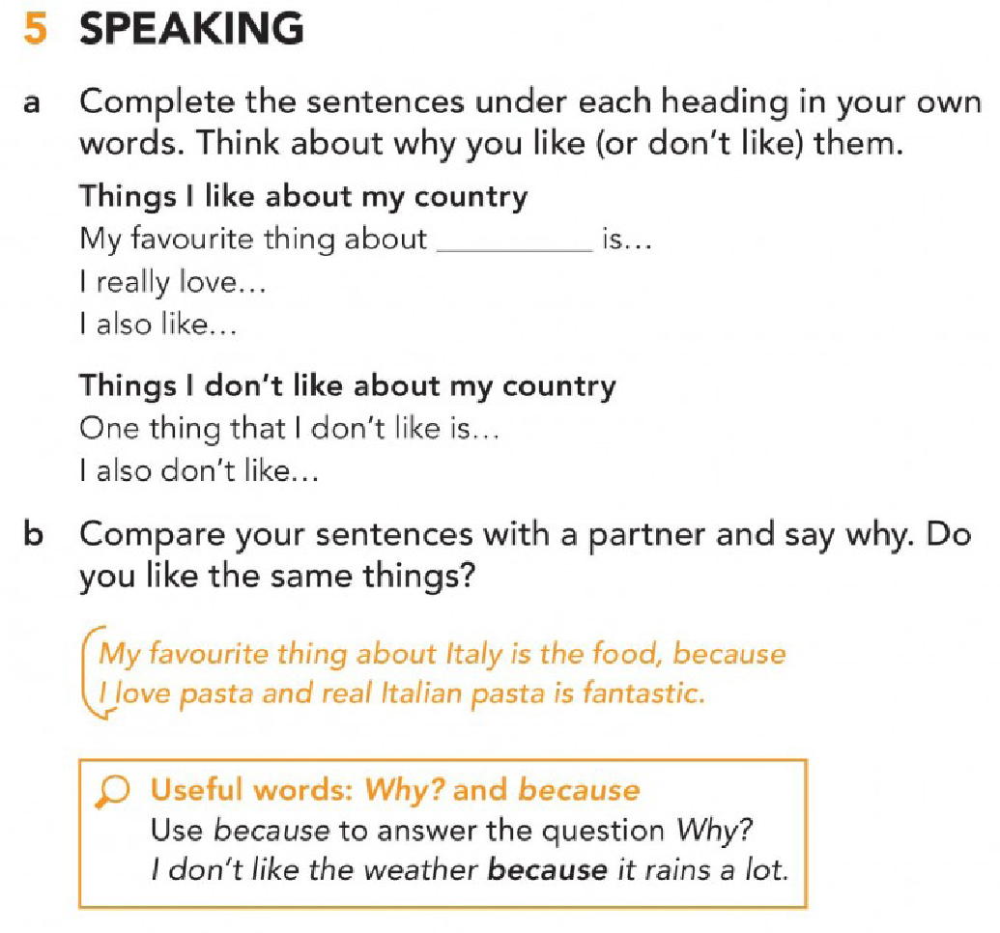 5 SPEAKING
a Complete the sentences under each heading in your own
words. Think about why you like (or don't like) them.
Things I like about my country
My favourite thing about __________ is...
I really love...
I also like...
Things I don't like about my country
One thing that I don't like is...
I also don't like...
b Compare your sentences with a partner and say why. Do
you like the same things?
My favourite thing about Italy is the food, because
I love pasta and real Italian pasta is fantastic.
Useful words: Why? and because
Use because to answer the question Why?
I don't like the weather because it rains a lot.